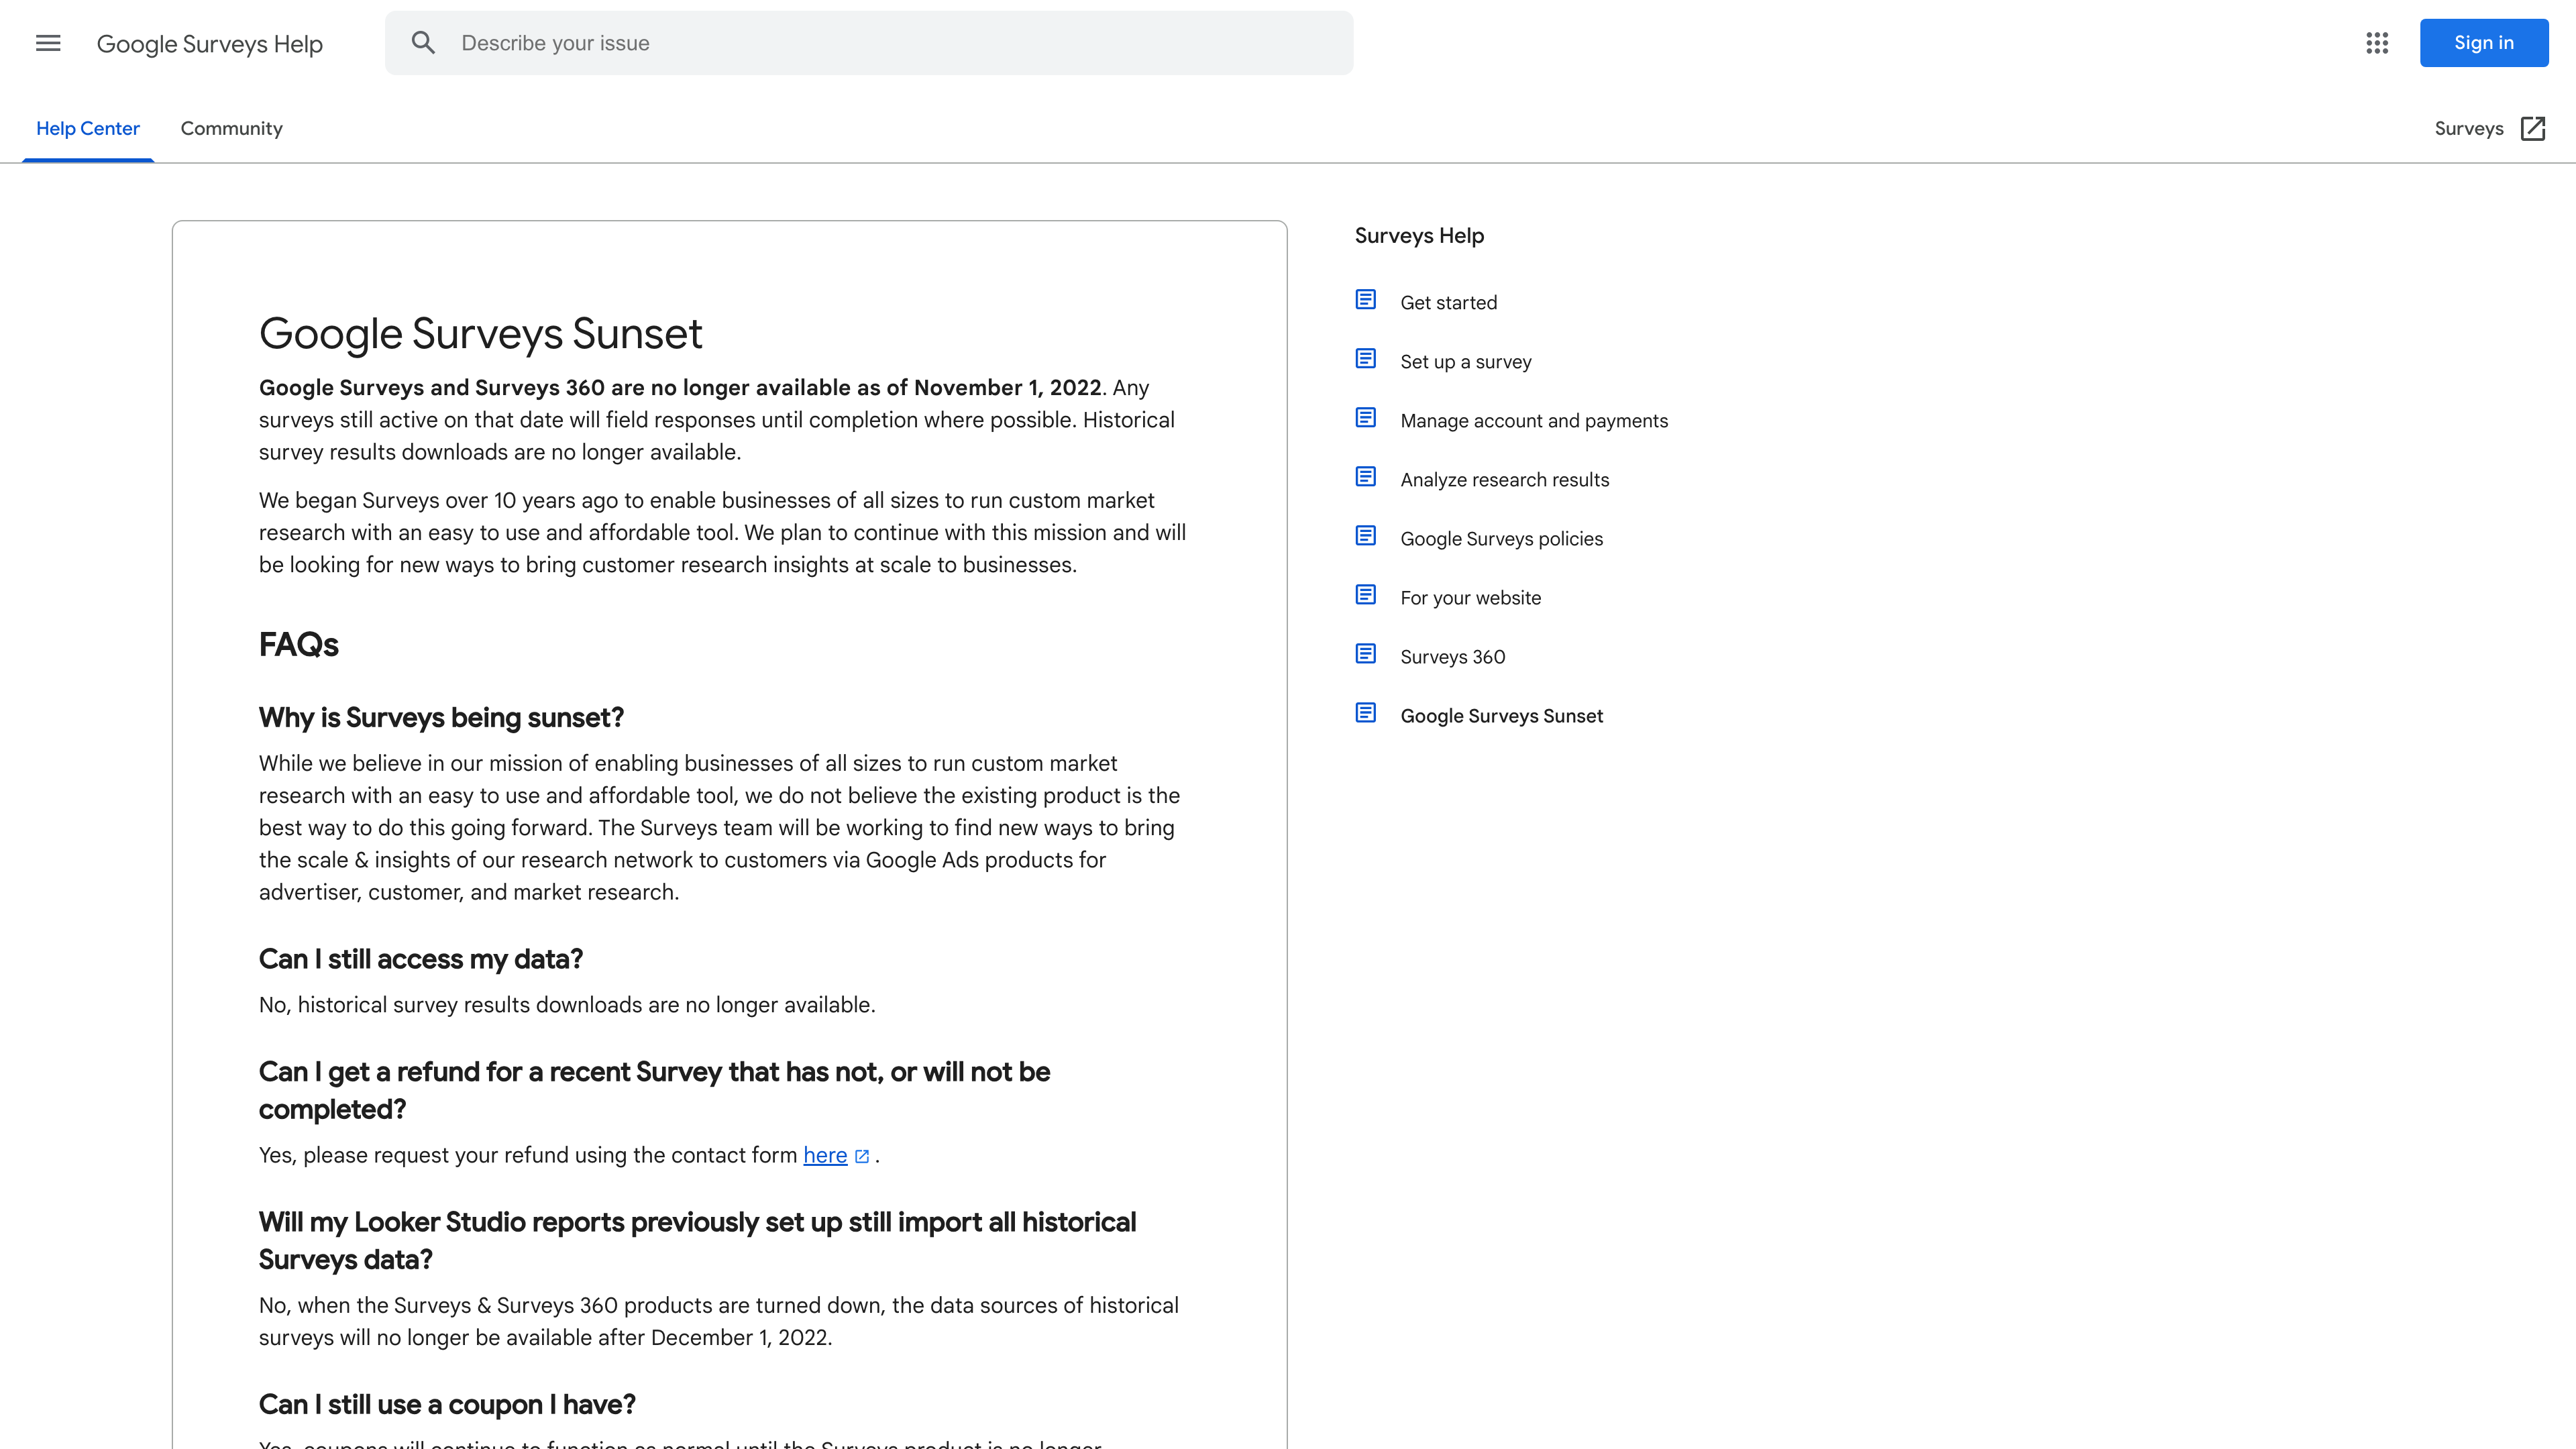 Google Surveys Help
Describe your issue
Sign in
Help Center
Community
Surveys
Google Surveys Sunset
Google Surveys and Surveys 360 are no longer available as of November 1, 2022. Any
surveys still active on that date will field responses until completion where possible. Historical
survey results downloads are no longer available.
We began Surveys over 10 years ago to enable businesses of all sizes to run custom market
research with an easy to use and affordable tool. We plan to continue with this mission and will
be looking for new ways to bring customer research insights at scale to businesses.
FAQs
Why is Surveys being sunset?
While we believe in our mission of enabling businesses of all sizes to run custom market
research with an easy to use and affordable tool, we do not believe the existing product is the
best way to do this going forward. The Surveys team will be working to find new ways to bring
the scale & insights of our research network to customers via Google Ads products for
advertiser, customer, and market research.
Can I still access my data?
No, historical survey results downloads are no longer available.
Can I get a refund for a recent Survey that has not, or will not be
completed?
Yes, please request your refund using the contact form here .
Will my Looker Studio reports previously set up still import all historical
Surveys data?
No, when the Surveys & Surveys 360 products are turned down, the data sources of historical
surveys will no longer be available after December 1, 2022.
Can I still use a coupon I have?
Yes, coupons will continue to function as normal until the Surveys product is no longer
Surveys Help
Get started
Set up a survey
Manage account and payments
Analyze research results
Google Surveys policies
For your website
Surveys 360
Google Surveys Sunset